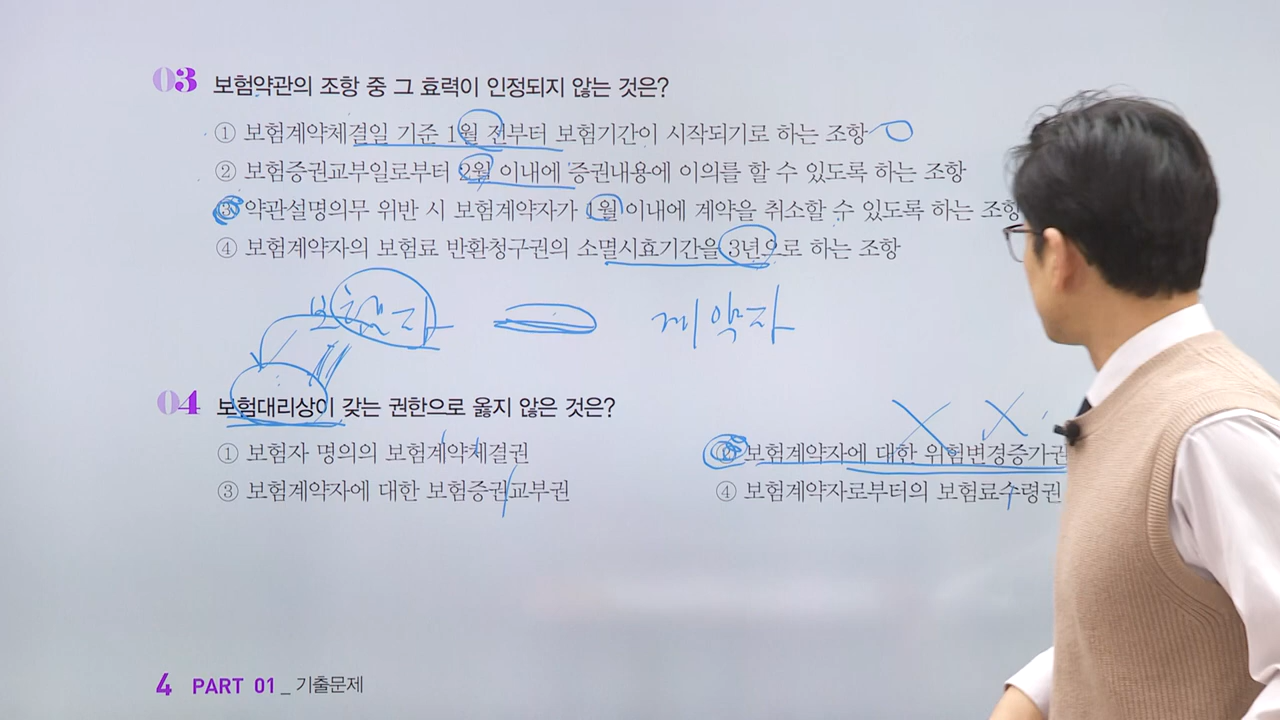 03 보험약관의 조항 중 그 효력이 인정되지 않는 것은?
① 보험계약체결일 기준 1월 전부터 보험기간이 시작되기로 하는 조항
② 보험증권교부일로부터 2월 이내에 증권내용에 이의를 할 수 있도록 하는 조항
③ 약관설명의무 위반 시 보험계약자가 1월 이내에 계약을 취소할 수 있도록 하는 조항
④ 보험계약자의 보험료 반환청구권의 소멸시효기간을 3년으로 하는 조항
보험자 계약자
04 보험대리상이 갖는 권한으로 옳지 않은 것은?
① 보험자 명의의 보험계약체결권
② 보험계약자에 대한 위험변경증가권
③ 보험계약자에 대한 보험증권교부권
④ 보험계약자로부터의 보험료수령권
4 PART 01 _ 기출문제